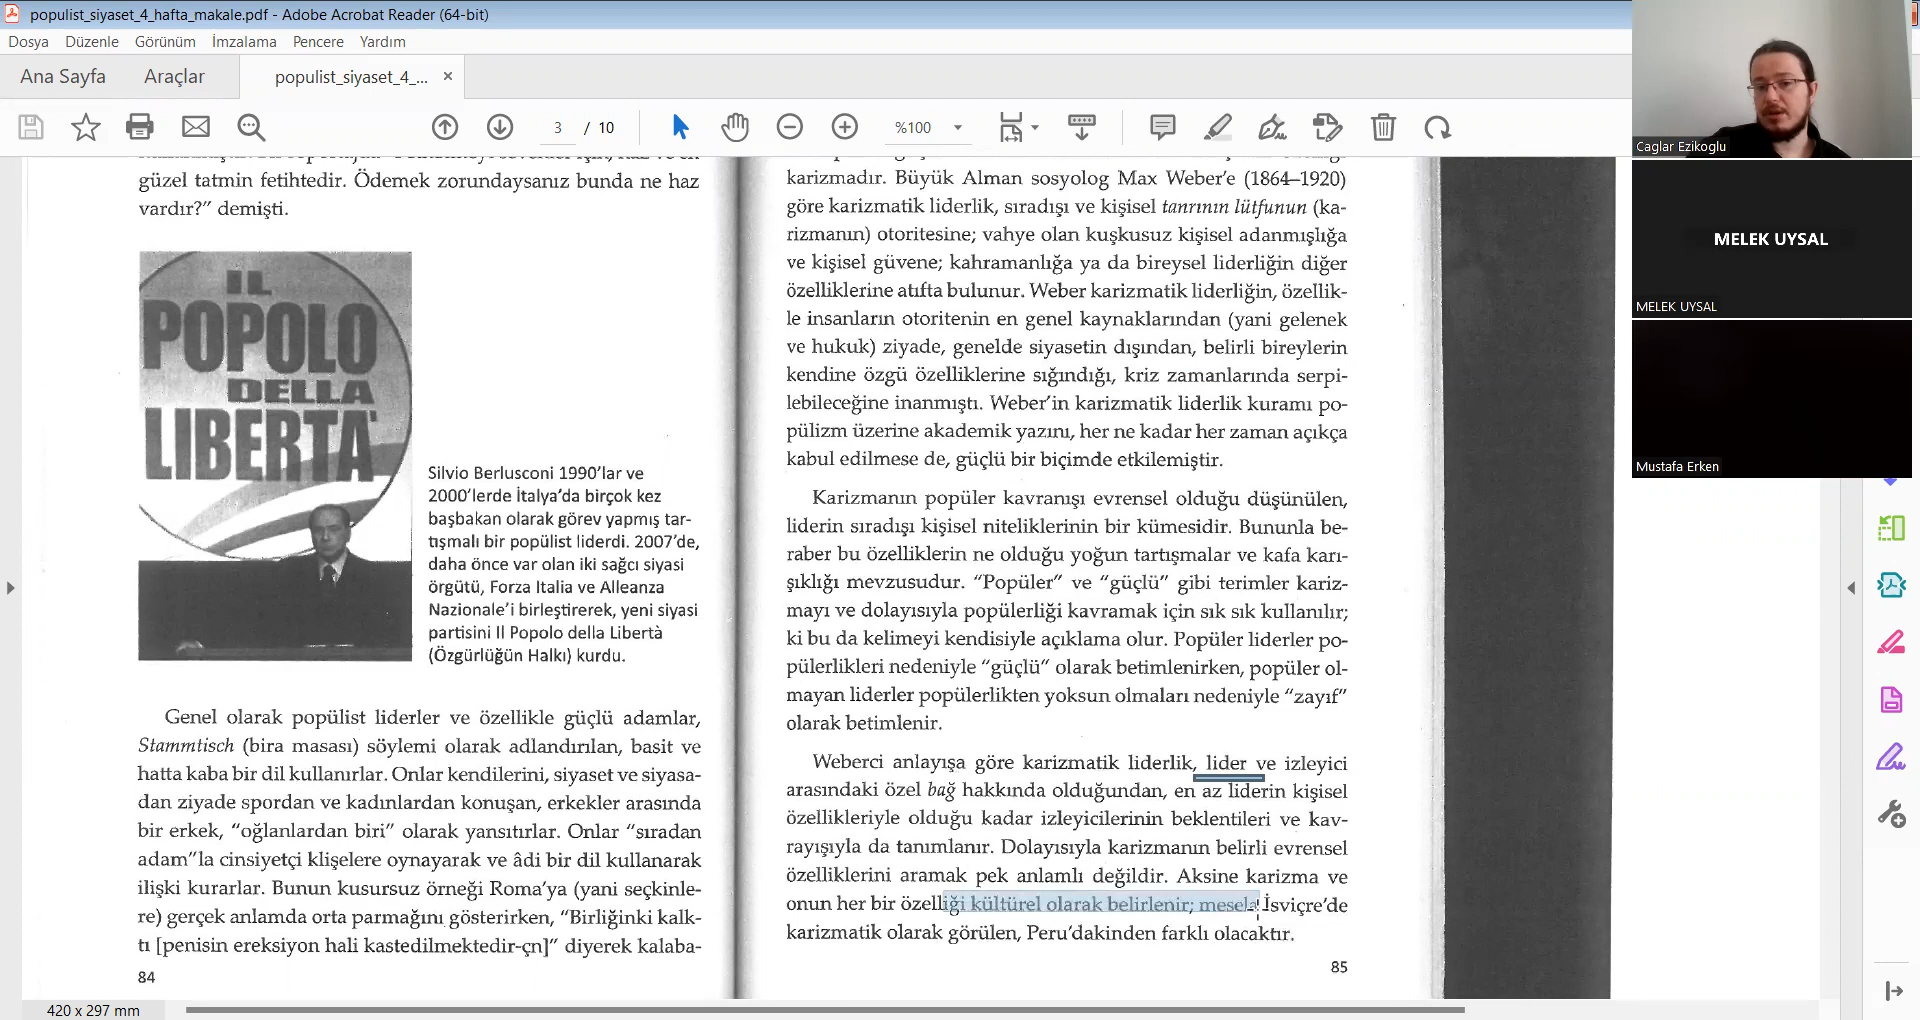 populist_siyaset_4_hafta_makale.pdf - Adobe Acrobat Reader (64-bit)
Dosya Düzenle Görünüm İmzalama Pencere Yardım
Ana Sayfa Araçlar populist_siyaset_4_... ×
3 / 10 %100
güzel tatmin fetihtedir. Ödemek zorundaysanız bunda ne haz
vardır?” demişti.
IL
POPOLO
DELLA
LIBERTA'
Silvio Berlusconi 1990’lar ve
2000’lerde İtalya’da birçok kez
başbakan olarak görev yapmış tar-
tışmalı bir popülist liderdi. 2007’de,
daha önce var olan iki sağcı siyasi
örgütü, Forza Italia ve Alleanza
Nazionale’i birleştirerek, yeni siyasi
partisini Il Popolo della Libertà
(Özgürlüğün Halkı) kurdu.
Genel olarak popülist liderler ve özellikle güçlü adamlar,
Stammtisch (bira masası) söylemi olarak adlandırılan, basit ve
hatta kaba bir dil kullanırlar. Onlar kendilerini, siyaset ve siyasa-
dan ziyade spordan ve kadınlardan konuşan, erkekler arasında
bir erkek, “oğlanlardan biri” olarak yansıtırlar. Onlar “sıradan
adam”la cinsiyetçi klişelere oynayarak ve âdi bir dil kullanarak
ilişki kurarlar. Bunun kusursuz örneği Roma’ya (yani seçkinle-
re) gerçek anlamda orta parmağını gösterirken, “Birliğinki kalk-
tı [penisin ereksiyon hali kastedilmektedir-çn]” diyerek kalaba-
84
karizmadır. Büyük Alman sosyolog Max Weber’e (1864–1920)
göre karizmatik liderlik, sıradışı ve kişisel tanrının lütfunun (ka-
rizmanın) otoritesine; vahye olan kuşkusuz kişisel adanmışlığa
ve kişisel güvene; kahramanlığa ya da bireysel liderliğin diğer
özelliklerine atıfta bulunur. Weber karizmatik liderliğin, özellik-
le insanların otoritenin en genel kaynaklarından (yani gelenek
ve hukuk) ziyade, genelde siyasetin dışından, belirli bireylerin
kendine özgü özelliklerine sığındığı, kriz zamanlarında serpi-
lebileceğine inanmıştı. Weber’in karizmatik liderlik kuramı po-
pülizm üzerine akademik yazını, her ne kadar her zaman açıkça
kabul edilmese de, güçlü bir biçimde etkilemiştir.
Karizmanın popüler kavranışı evrensel olduğu düşünülen,
liderin sıradışı kişisel niteliklerinin bir kümesidir. Bununla be-
raber bu özelliklerin ne olduğu yoğun tartışmalar ve kafa karı-
şıklığı mevzusudur. “Popüler” ve “güçlü” gibi terimler kariz-
mayı ve dolayısıyla popülerliği kavramak için sık sık kullanılır;
ki bu da kelimeyi kendisiyle açıklama olur. Popüler liderler po-
pülerlikleri nedeniyle “güçlü” olarak betimlenirken, popüler ol-
mayan liderler popülerlikten yoksun olmaları nedeniyle “zayıf”
olarak betimlenir.
Weberci anlayışa göre karizmatik liderlik, lider ve izleyici
arasındaki özel bağ hakkında olduğundan, en az liderin kişisel
özellikleriyle olduğu kadar izleyicilerinin beklentileri ve kav-
rayışıyla da tanımlanır. Dolayısıyla karizmanın belirli evrensel
özelliklerini aramak pek anlamlı değildir. Aksine karizma ve
onun her bir özelliği kültürel olarak belirlenir; mesela İsviçre’de
karizmatik olarak görülen, Peru’dakinden farklı olacaktır.
85
Caglar Ezikoglu
MELEK UYSAL
MELEK UYSAL
Mustafa Erken
420 x 297 mm